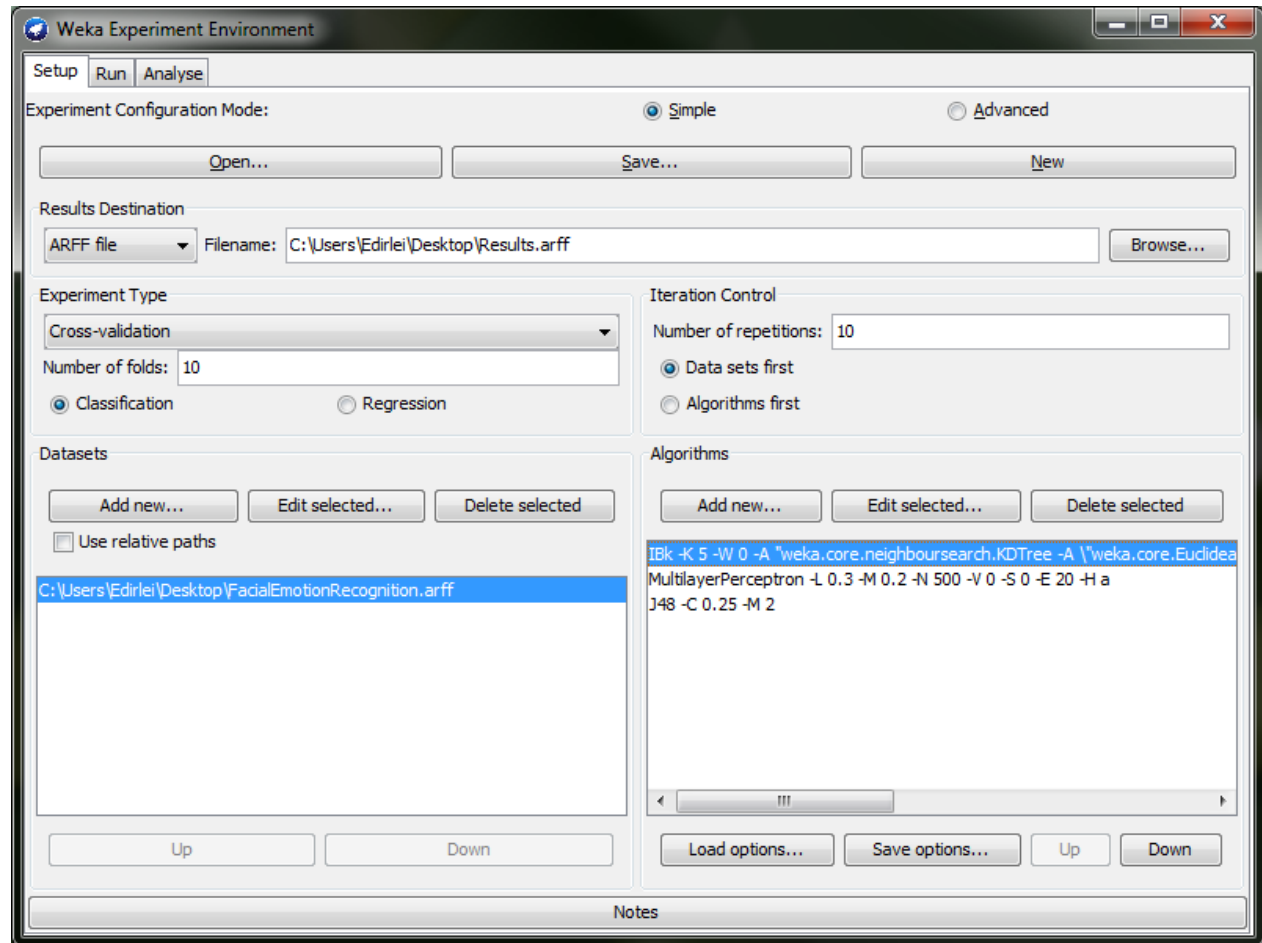 Weka Experiment Environment
Setup Run Analyse
Experiment Configuration Mode: Simple Advanced
Open... Save... New
Results Destination
ARFF file Filename: C:\Users\Edirlei\Desktop\Results.arff Browse...
Experiment Type
Cross-validation
Number of folds: 10
Classification Regression
Iteration Control
Number of repetitions: 10
Data sets first
Algorithms first
Datasets
Add new... Edit selected... Delete selected
Use relative paths
C:\Users\Edirlei\Desktop\FacialEmotionRecognition.arff
Up Down
Algorithms
Add new... Edit selected... Delete selected
IBk -K 5 -W 0 -A "weka.core.neighboursearch.KDTree -A \"weka.core.Euclidea
MultilayerPerceptron -L 0.3 -M 0.2 -N 500 -V 0 -S 0 -E 20 -H a
J48 -C 0.25 -M 2
Load options... Save options... Up Down
Notes